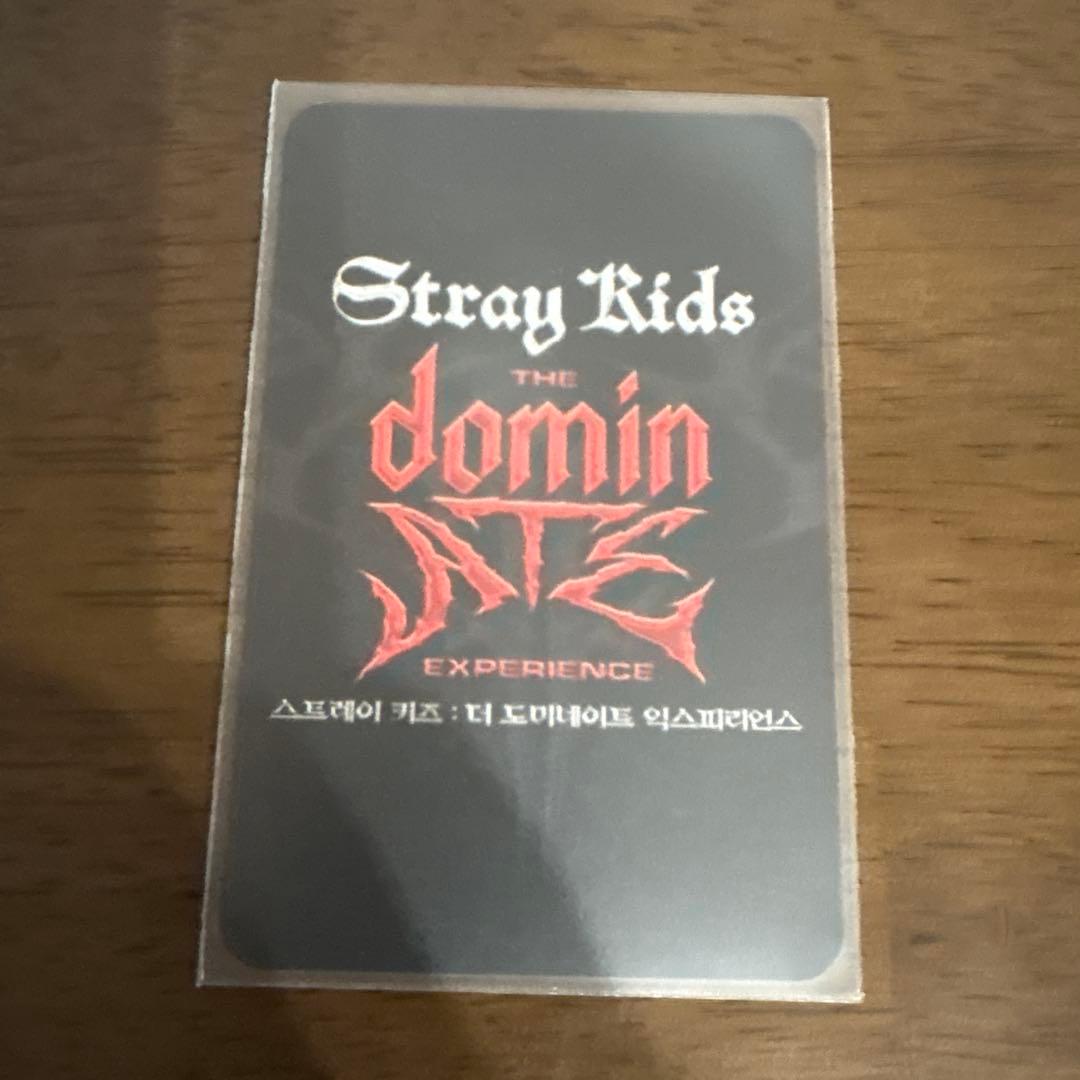 Stray Kids
THE
domin
ATE
EXPERIENCE
스트레이 키즈 : 더 도미네이트 익스피리언스